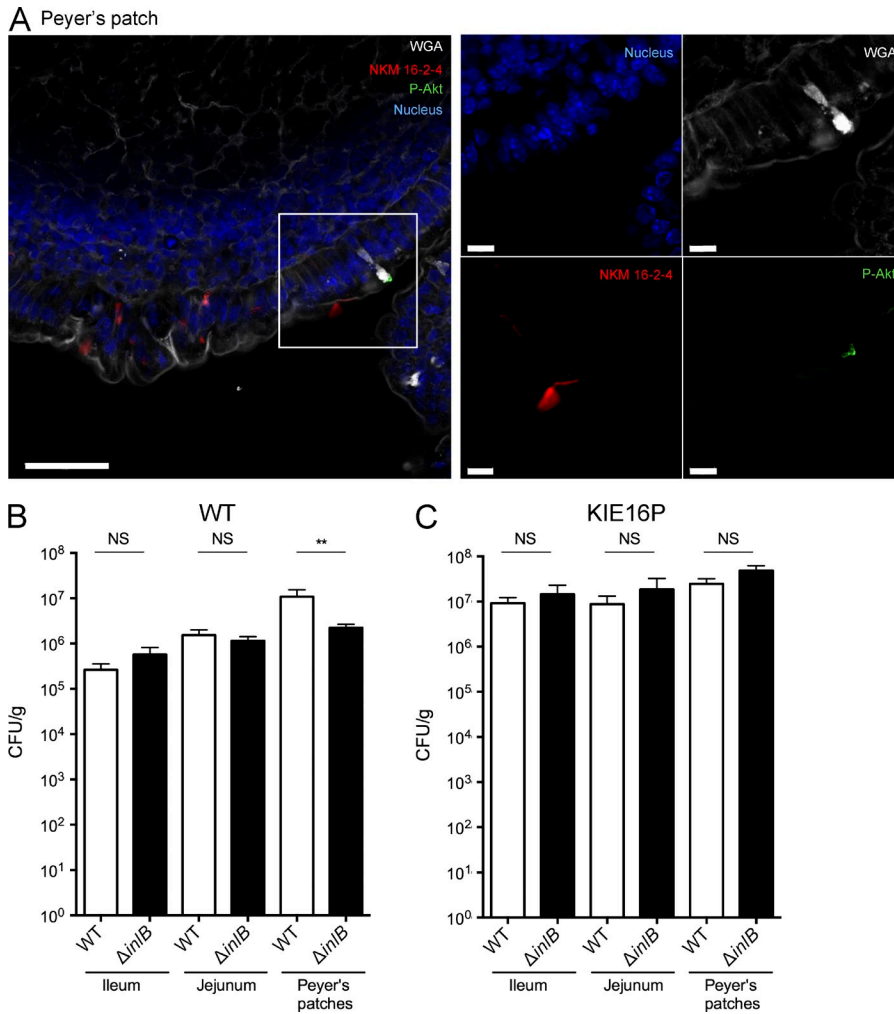 A Peyer's patch
WGA
NKM 16-2-4
P-Akt
Nucleus
Nucleus
WGA
NKM 16-2-4
P-Akt
B WT
NS NS **
10⁸
10⁷
10⁶
10⁵
10⁴
10³
10²
10¹
10⁰
CFU/g
WT ΔinlB WT ΔinlB WT ΔinlB
Ileum Jejunum Peyer's
patches
C KIE16P
NS NS NS
10⁸
10⁷
10⁶
10⁵
10⁴
10³
10²
10¹
10⁰
CFU/g
WT ΔinlB WT ΔinlB WT ΔinlB
Ileum Jejunum Peyer's
patches